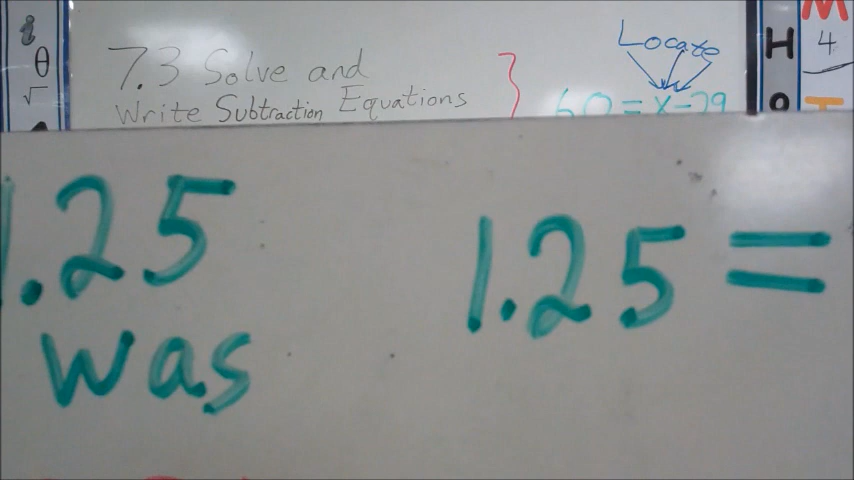 i
θ
√
7.3 Solve and
Write Subtraction Equations
Locate
60 = x-29
H
4
1.25
was
1.25 =